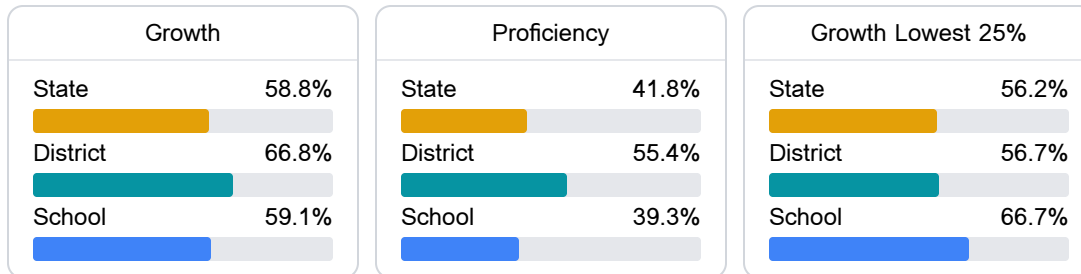 Growth
State 58.8%
District 66.8%
School 59.1%
Proficiency
State 41.8%
District 55.4%
School 39.3%
Growth Lowest 25%
State 56.2%
District 56.7%
School 66.7%